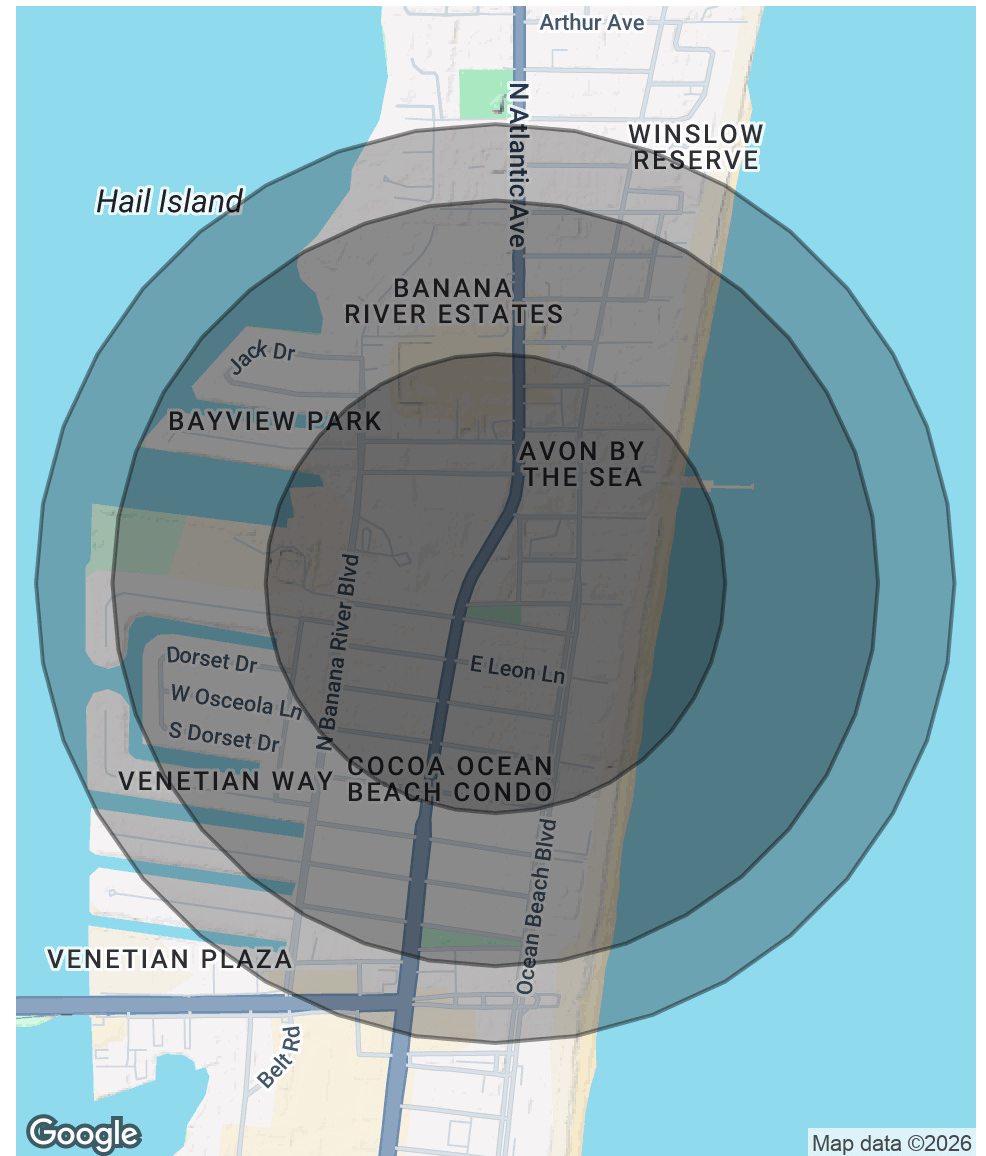 Arthur Ave
N Atlantic Ave
WINSLOW
RESERVE
Hail Island
BANANA
RIVER ESTATES
Jack Dr
BAYVIEW PARK
AVON BY
THE SEA
N Banana River Blvd
Dorset Dr
E Leon Ln
W Osceola Ln
S Dorset Dr
VENETIAN WAY
COCOA OCEAN
BEACH CONDO
Ocean Beach Blvd
VENETIAN PLAZA
Belt Rd
Google
Map data ©2026